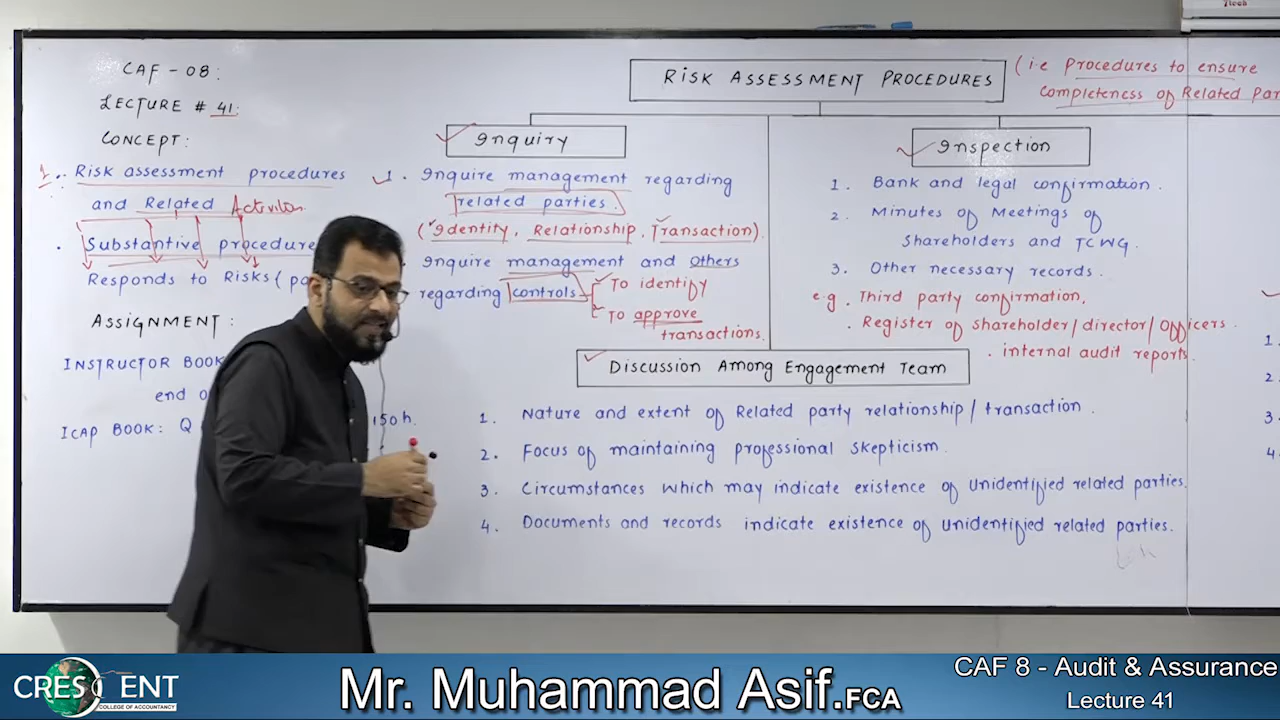 CAF - 08:
LECTURE # 41:
CONCEPT:
1. Risk assessment procedures
and Related Activities
Substantive procedure
Responds to Risks (
ASSIGNMENT:
INSTRUCTOR BOOK
end
ICAP BOOK: Q 150 h.
RISK ASSESSMENT PROCEDURES
(i.e Procedures to ensure
completeness of Related
Inquiry
1. Inquire management regarding
related parties.
(Identity, Relationship. Transaction).
Inquire management and others
regarding controls
To identify
To approve
transactions.
Inspection
1. Bank and legal confirmation.
2. Minutes of Meetings of
Shareholders and TCWG.
3. Other necessary records.
e.g. Third party confirmation,
. Register of shareholder/director/officers.
. internal audit reports.
Discussion Among Engagement Team
1. Nature and extent of Related party relationship/transaction.
2. Focus of maintaining professional skepticism.
3. Circumstances which may indicate existence of unidentified related parties.
4. Documents and records indicate existence of unidentified related parties.
1.
2.
3.
4.
CRESCENT
COLLEGE OF ACCOUNTANCY
Mr. Muhammad Asif.FCA
CAF 8 - Audit & Assurance
Lecture 41